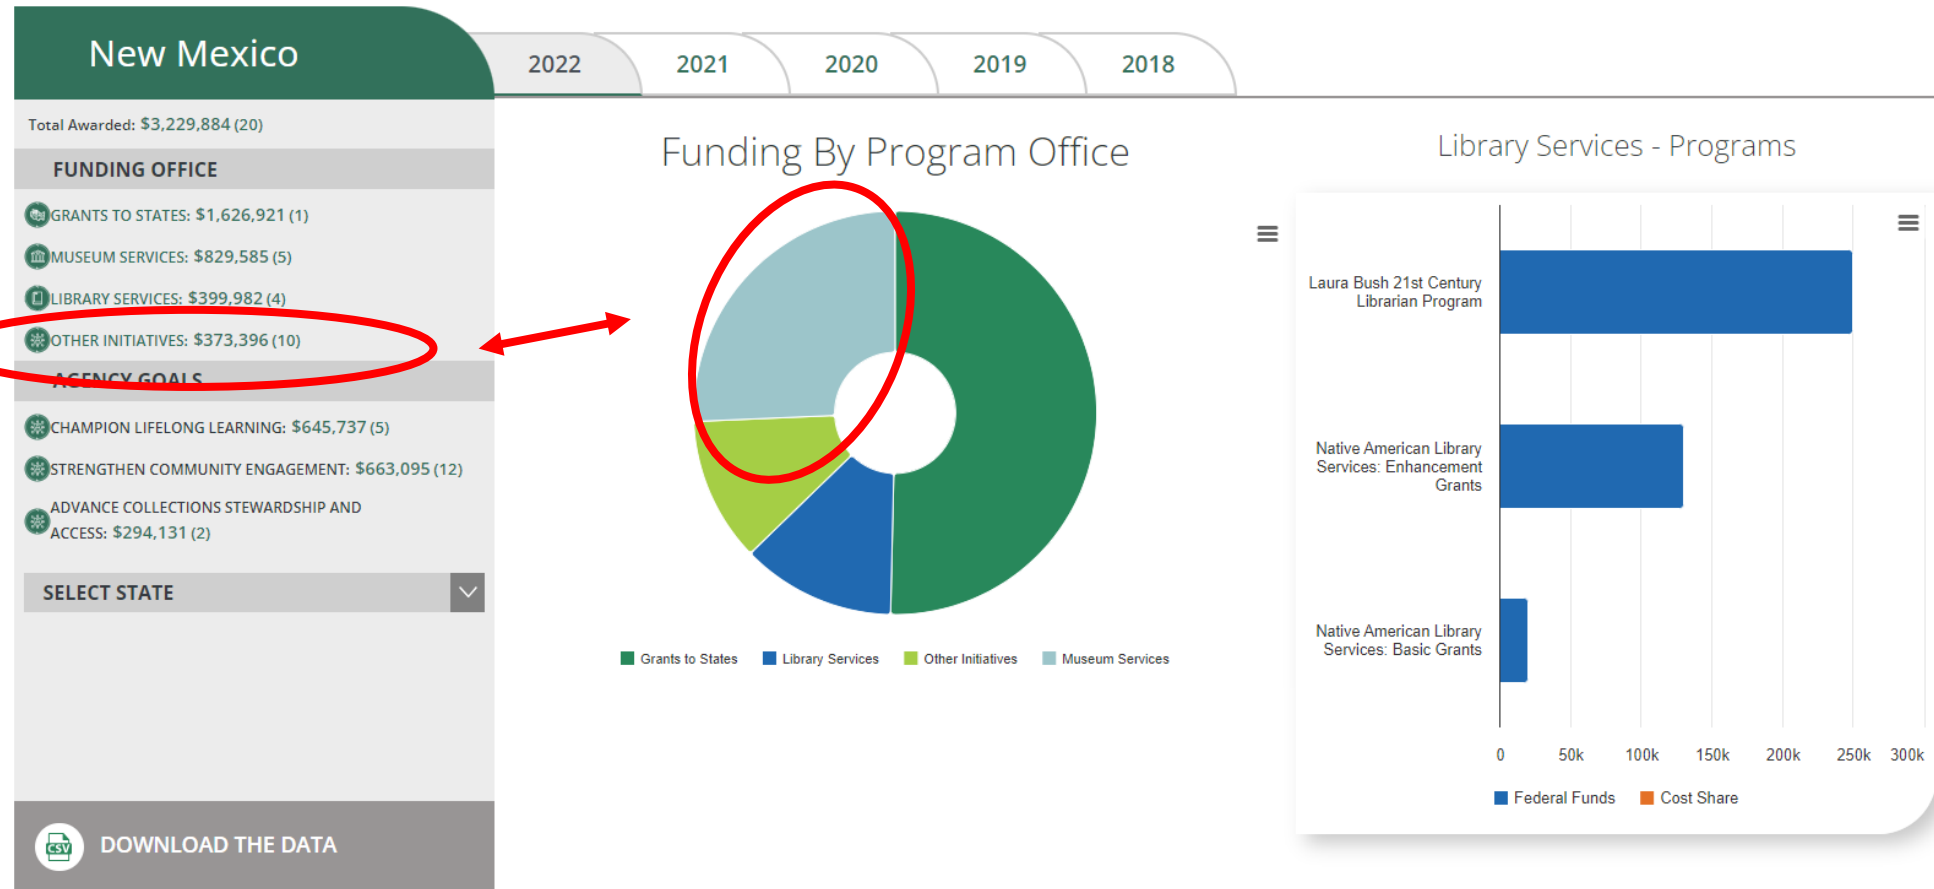 New Mexico
2022
2021
2020
2019
2018
Total Awarded: $3,229,884 (20)
FUNDING OFFICE
GRANTS TO STATES: $1,626,921 (1)
MUSEUM SERVICES: $829,585 (5)
LIBRARY SERVICES: $399,982 (4)
OTHER INITIATIVES: $373,396 (10)
AGENCY GOALS
CHAMPION LIFELONG LEARNING: $645,737 (5)
STRENGTHEN COMMUNITY ENGAGEMENT: $663,095 (12)
ADVANCE COLLECTIONS STEWARDSHIP AND
ACCESS: $294,131 (2)
SELECT STATE
CSV
DOWNLOAD THE DATA
Funding By Program Office
Grants to States
Library Services
Other Initiatives
Museum Services
Library Services - Programs
Laura Bush 21st Century
Librarian Program
Native American Library
Services: Enhancement
Grants
Native American Library
Services: Basic Grants
0
50k
100k
150k
200k
250k
300k
Federal Funds
Cost Share